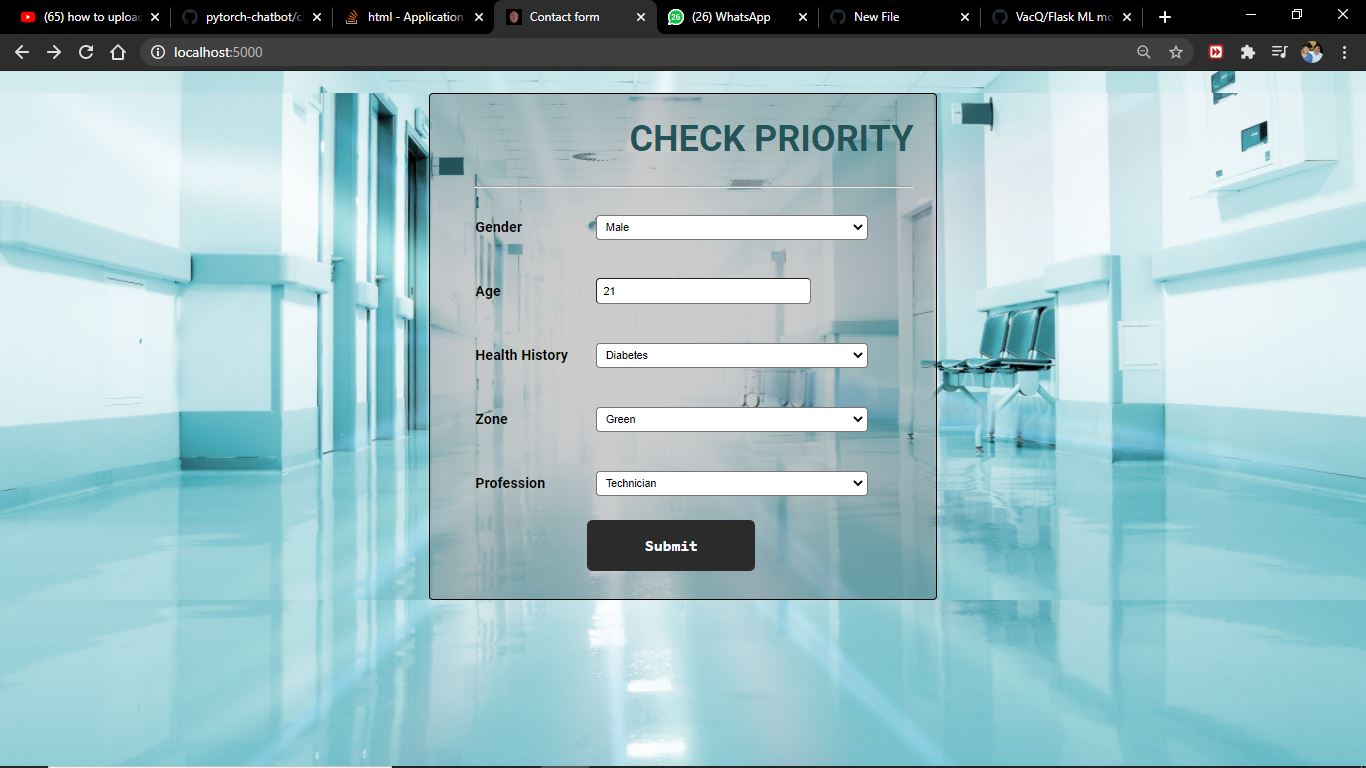 (65) how to uploa
pytorch-chatbot/c
html - Application
Contact form
(26) WhatsApp
New File
VacQ/Flask ML mo
localhost:5000
CHECK PRIORITY
Gender Male
Age 21
Health History Diabetes
Zone Green
Profession Technician
Submit